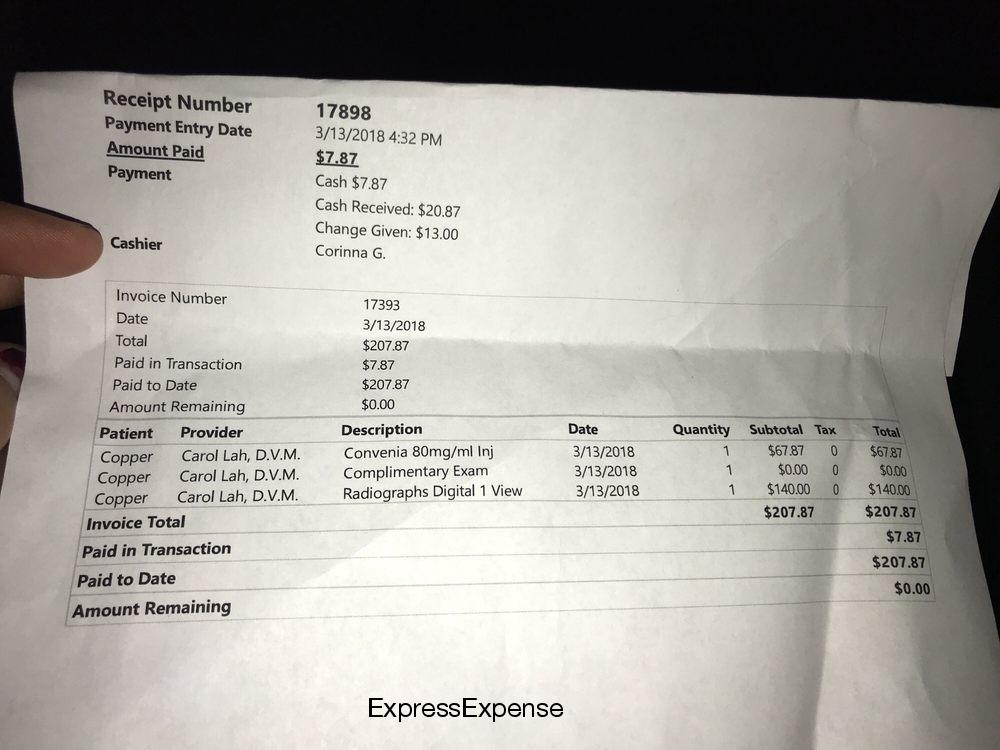 Receipt Number 17898
Payment Entry Date 3/13/2018 4:32 PM
Amount Paid $7.87
Payment Cash $7.87
Cash Received: $20.87
Change Given: $13.00
Cashier Corinna G.
Invoice Number 17393
Date 3/13/2018
Total $207.87
Paid in Transaction $7.87
Paid to Date $207.87
Amount Remaining $0.00
Patient Provider Description Date Quantity Subtotal Tax Total
Copper Carol Lah, D.V.M. Convenia 80mg/ml Inj 3/13/2018 1 $67.87 0 $67.87
Copper Carol Lah, D.V.M. Complimentary Exam 3/13/2018 1 $0.00 0 $0.00
Copper Carol Lah, D.V.M. Radiographs Digital 1 View 3/13/2018 1 $140.00 0 $140.00
Invoice Total $207.87 $207.87
Paid in Transaction $7.87
Paid to Date $207.87
Amount Remaining $0.00
ExpressExpense